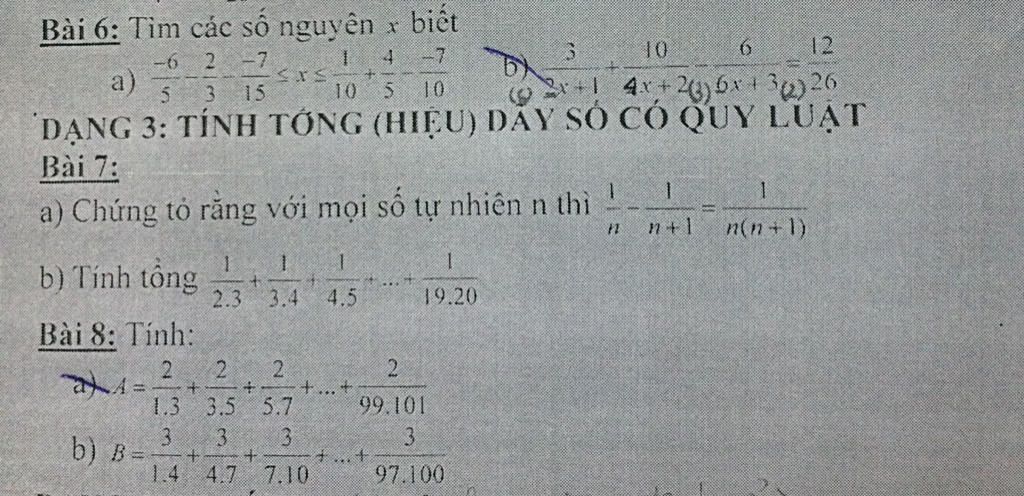 Bài 6: Tìm các số nguyên x biết
a) -6/5 - 2/3 - -7/15 ≤ x ≤ 1/10 + 4/5 - -7/10 b) 3/2x+1 + 10/4x+2 - 6/6x+3 = 12/26
(3) (2)
DẠNG 3: TÍNH TỔNG (HIỆU) DÃY SỐ CÓ QUY LUẬT
Bài 7:
a) Chứng tỏ rằng với mọi số tự nhiên n thì 1/n - 1/n+1 = 1/n(n+1)
b) Tính tổng 1/2.3 + 1/3.4 + 1/4.5 + ... + 1/19.20
Bài 8: Tính:
a) A = 2/1.3 + 2/3.5 + 2/5.7 + ... + 2/99.101
b) B = 3/1.4 + 3/4.7 + 3/7.10 + ... + 3/97.100